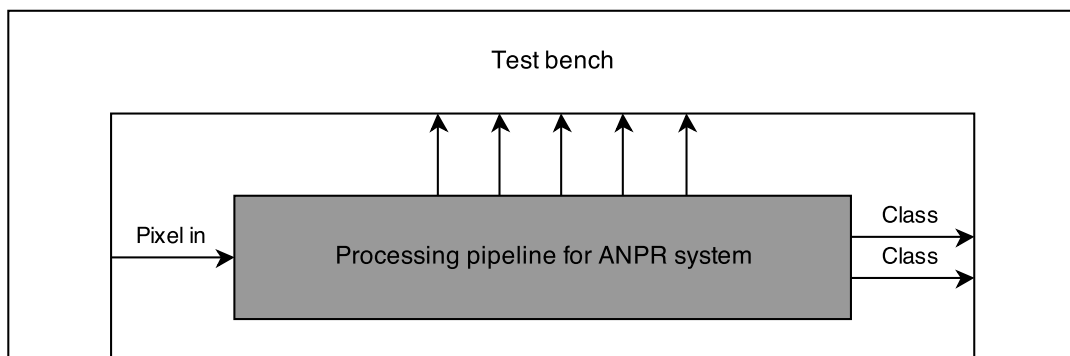 Test bench
Pixel in
Processing pipeline for ANPR system
Class
Class